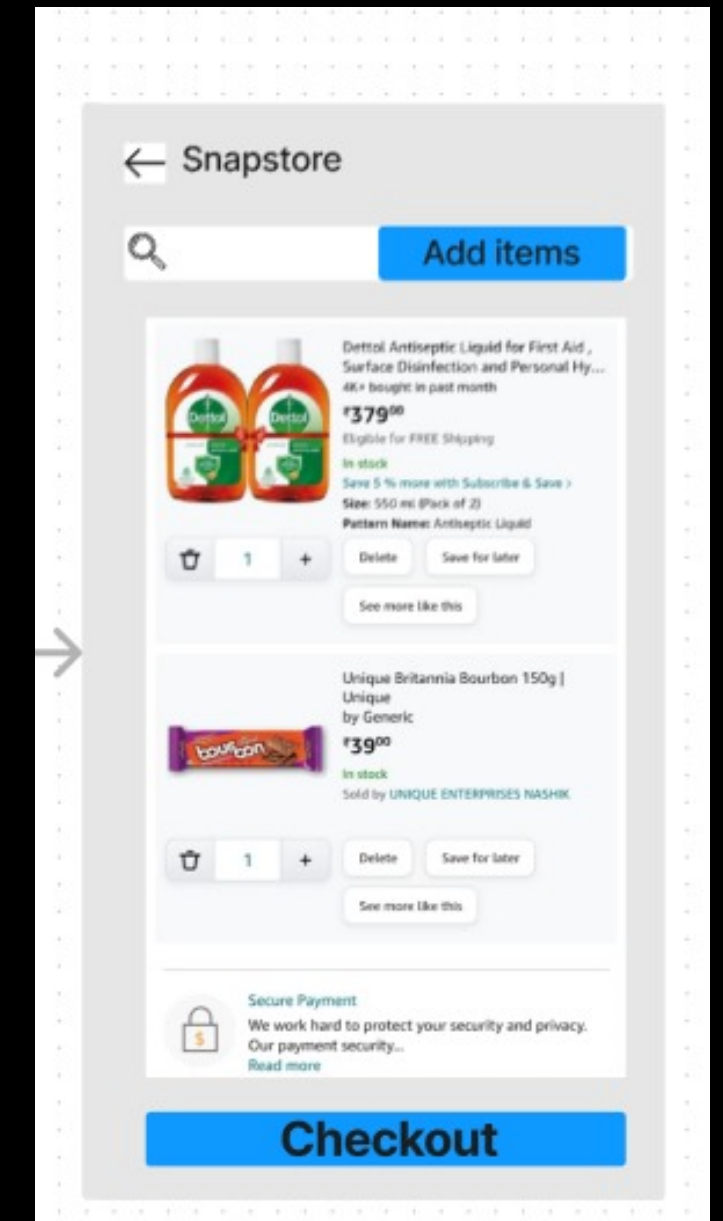 Snapstore
Add items
Dettol Antiseptic Liquid for First Aid ,
Surface Disinfection and Personal Hy...
4K+ bought in past month
₹379⁰⁰
Eligible for FREE Shipping
In stock
Save 5 % more with Subscribe & Save ›
Size: 550 ml (Pack of 2)
Pattern Name: Antiseptic Liquid
Dettol Dettol
1 + Delete Save for later
See more like this
Unique Britannia Bourbon 150g |
Unique
by Generic
₹39⁰⁰
In stock
Sold by UNIQUE ENTERPRISES NASHIK
bourbon
1 + Delete Save for later
See more like this
Secure Payment
We work hard to protect your security and privacy.
Our payment security...
Read more
$
Checkout